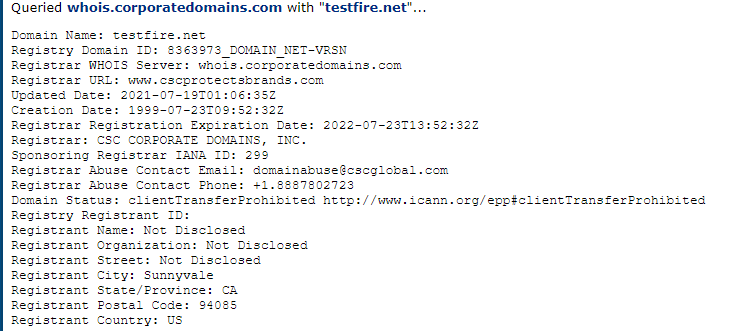 Queried whois.corporatedomains.com with "testfire.net"...
Domain Name: testfire.net
Registry Domain ID: 8363973_DOMAIN_NET-VRSN
Registrar WHOIS Server: whois.corporatedomains.com
Registrar URL: www.cscprotectsbrands.com
Updated Date: 2021-07-19T01:06:35Z
Creation Date: 1999-07-23T09:52:32Z
Registrar Registration Expiration Date: 2022-07-23T13:52:32Z
Registrar: CSC CORPORATE DOMAINS, INC.
Sponsoring Registrar IANA ID: 299
Registrar Abuse Contact Email: domainabuse@cscglobal.com
Registrar Abuse Contact Phone: +1.8887802723
Domain Status: clientTransferProhibited http://www.icann.org/epp#clientTransferProhibited
Registry Registrant ID:
Registrant Name: Not Disclosed
Registrant Organization: Not Disclosed
Registrant Street: Not Disclosed
Registrant City: Sunnyvale
Registrant State/Province: CA
Registrant Postal Code: 94085
Registrant Country: US